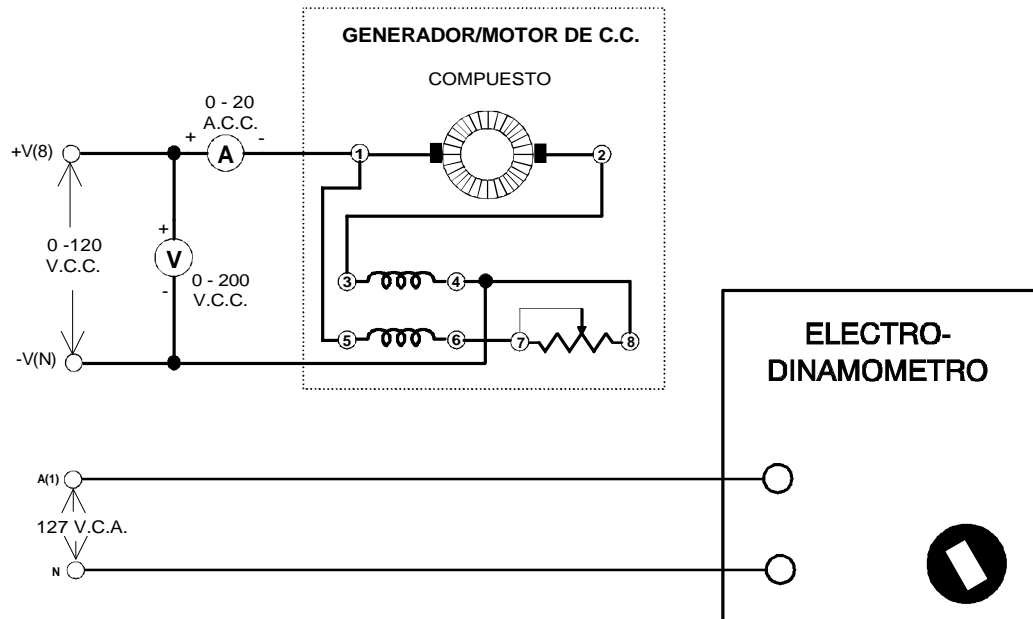 GENERADOR/MOTOR DE C.C.
COMPUESTO
0 - 20
A.C.C.
+ -
+V(8)
A
1
2
0 -120
V.C.C.
+
V
-
0 - 200
V.C.C.
3
4
5
6
7
8
-V(N)
ELECTRO-
DINAMOMETRO
A(1)
127 V.C.A.
N